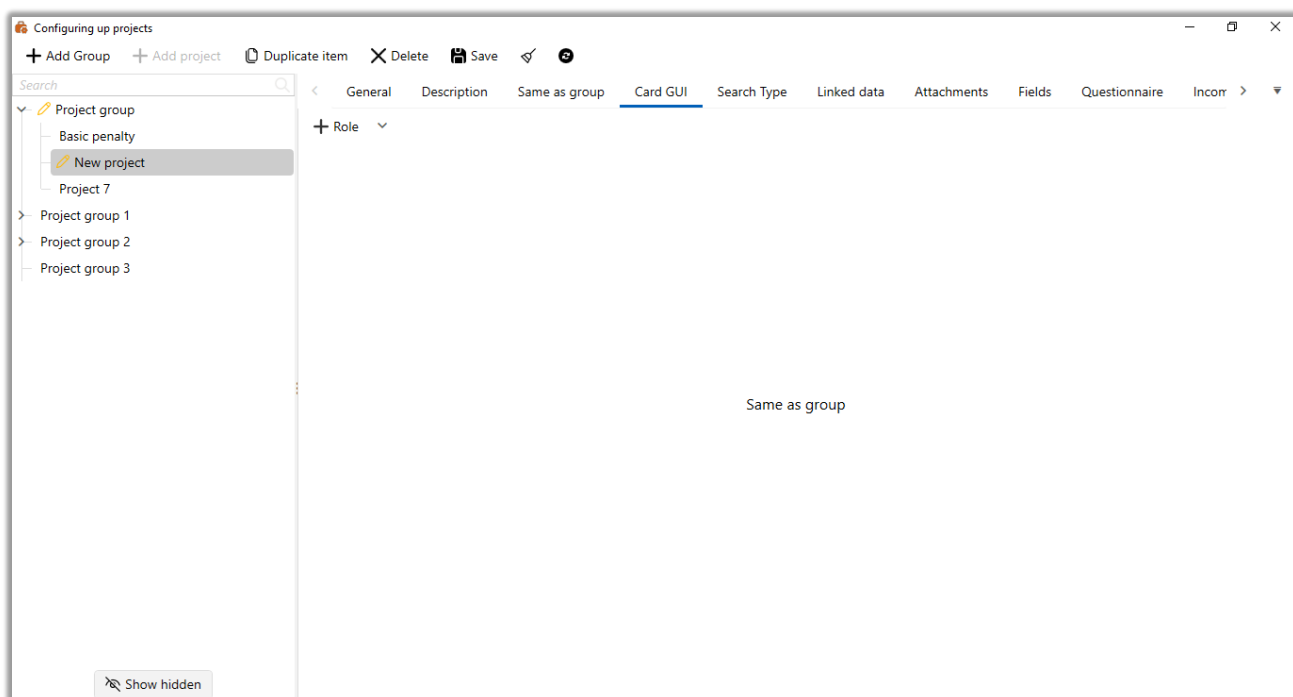 Configuring up projects
Add Group Add project Duplicate item Delete Save
Search
General Description Same as group Card GUI Search Type Linked data Attachments Fields Questionnaire Incom
Role
Project group
Basic penalty
New project
Project 7
Project group 1
Project group 2
Project group 3
Same as group
Show hidden